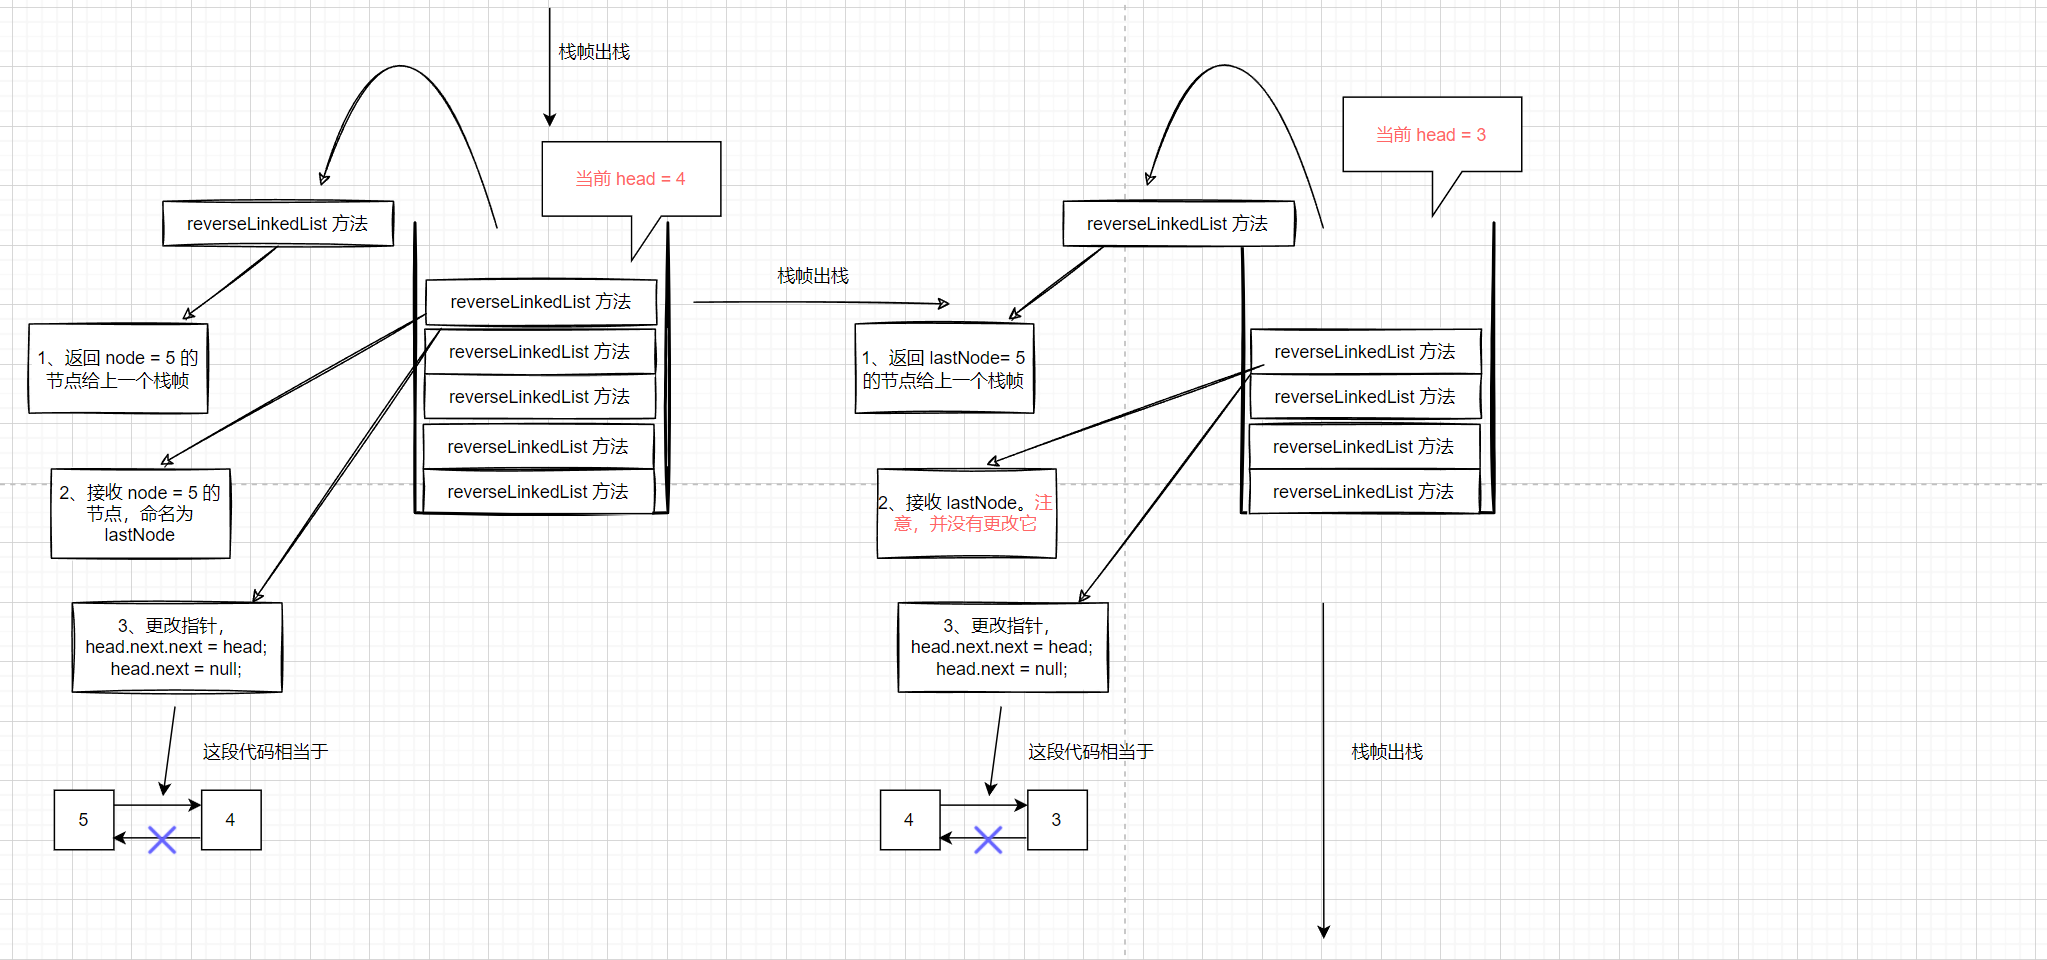 栈帧出栈
当前 head = 4
reverseLinkedList 方法
reverseLinkedList 方法
reverseLinkedList 方法
reverseLinkedList 方法
reverseLinkedList 方法
reverseLinkedList 方法
1、返回 node = 5 的
节点给上一个栈帧
2、接收 node = 5 的
节点，命名为
lastNode
3、更改指针，
head.next.next = head;
head.next = null;
这段代码相当于
5
4
栈帧出栈
当前 head = 3
reverseLinkedList 方法
reverseLinkedList 方法
reverseLinkedList 方法
reverseLinkedList 方法
reverseLinkedList 方法
1、返回 lastNode= 5
的节点给上一个栈帧
2、接收 lastNode。注
意，并没有更改它
3、更改指针，
head.next.next = head;
head.next = null;
这段代码相当于
4
3
栈帧出栈